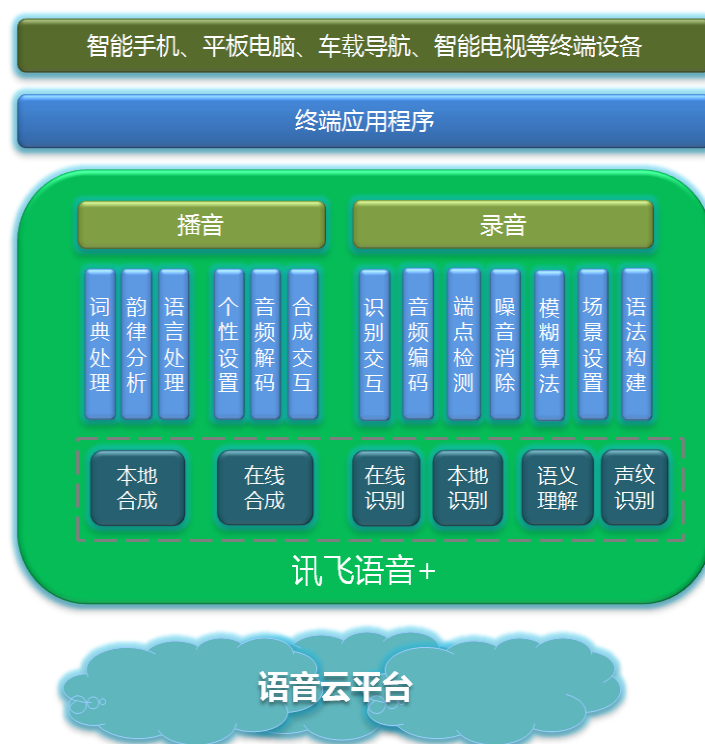 智能手机、平板电脑、车载导航、智能电视等终端设备
终端应用程序
播音
录音
词典处理
韵律分析
语言处理
个性设置
音频解码
合成交互
识别交互
音频编码
端点检测
噪音消除
模糊算法
场景设置
语法构建
本地
合成
在线
合成
在线
识别
本地
识别
语义
理解
声纹
识别
讯飞语音+
语音云平台